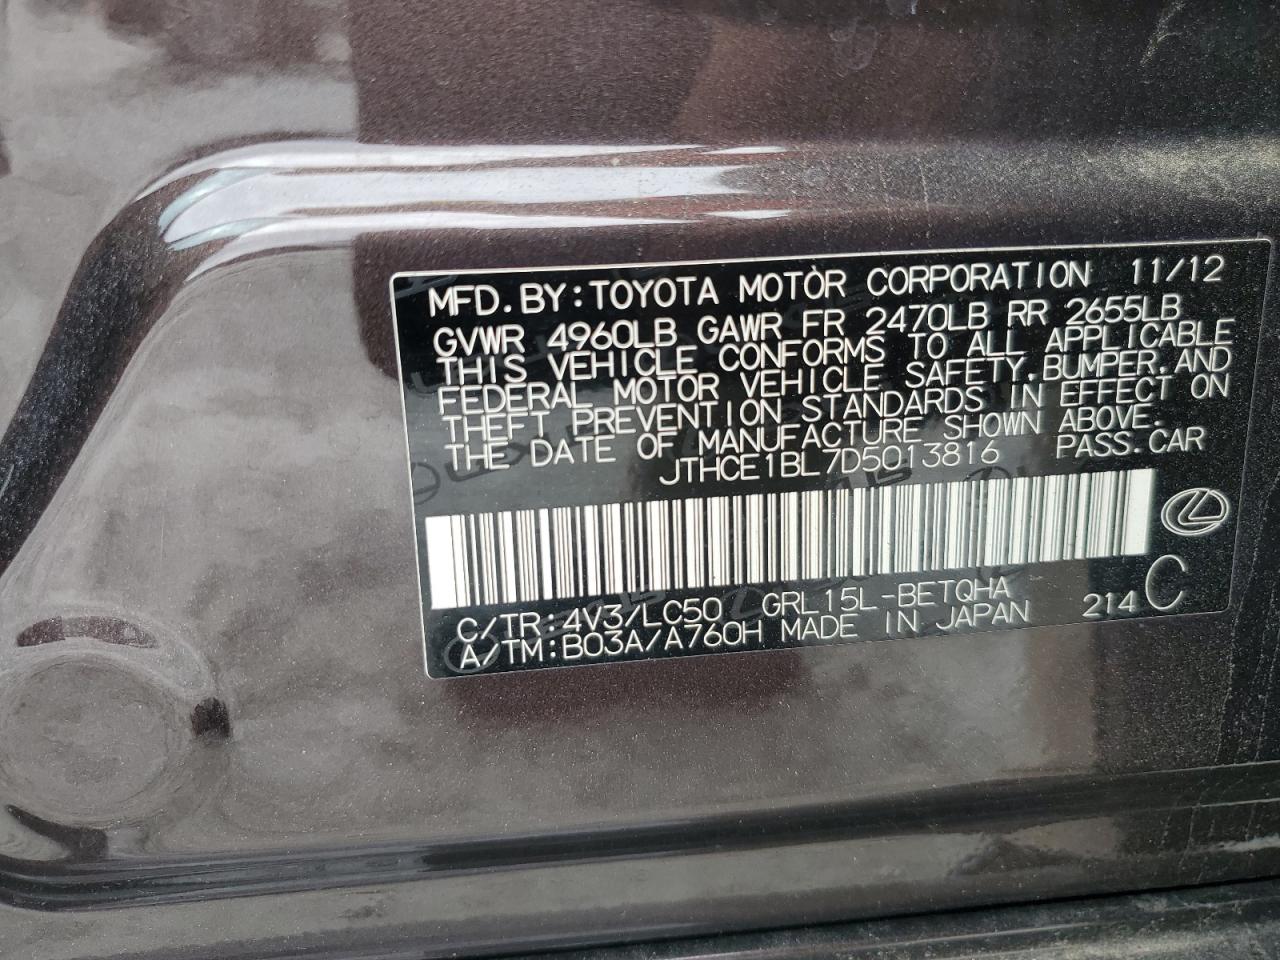 MFD.BY:TOYOTA MOTOR CORPORATION 11/12
GVWR 4960LB GAWR FR 2470LB RR 2655LB
THIS VEHICLE CONFORMS TO ALL APPLICABLE
FEDERAL MOTOR VEHICLE SAFETY,BUMPER,AND
THEFT PREVENTION STANDARDS IN EFFECT ON
THE DATE OF MANUFACTURE SHOWN ABOVE.
JTHCE1BL7D5013816 PASS.CAR
C/TR:4V3/LC50 GRL15L-BETQHA 214 C
A/TM:B03A/A760H MADE IN JAPAN